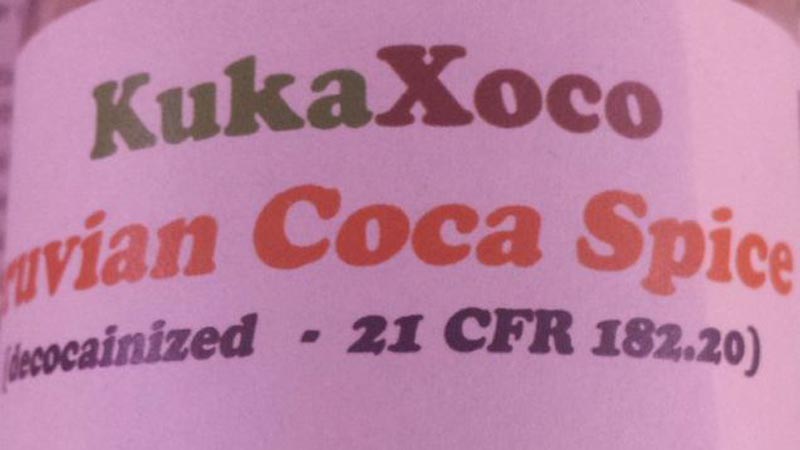 KukaXoco
ruvian Coca Spice
(decocainized - 21 CFR 182.20)